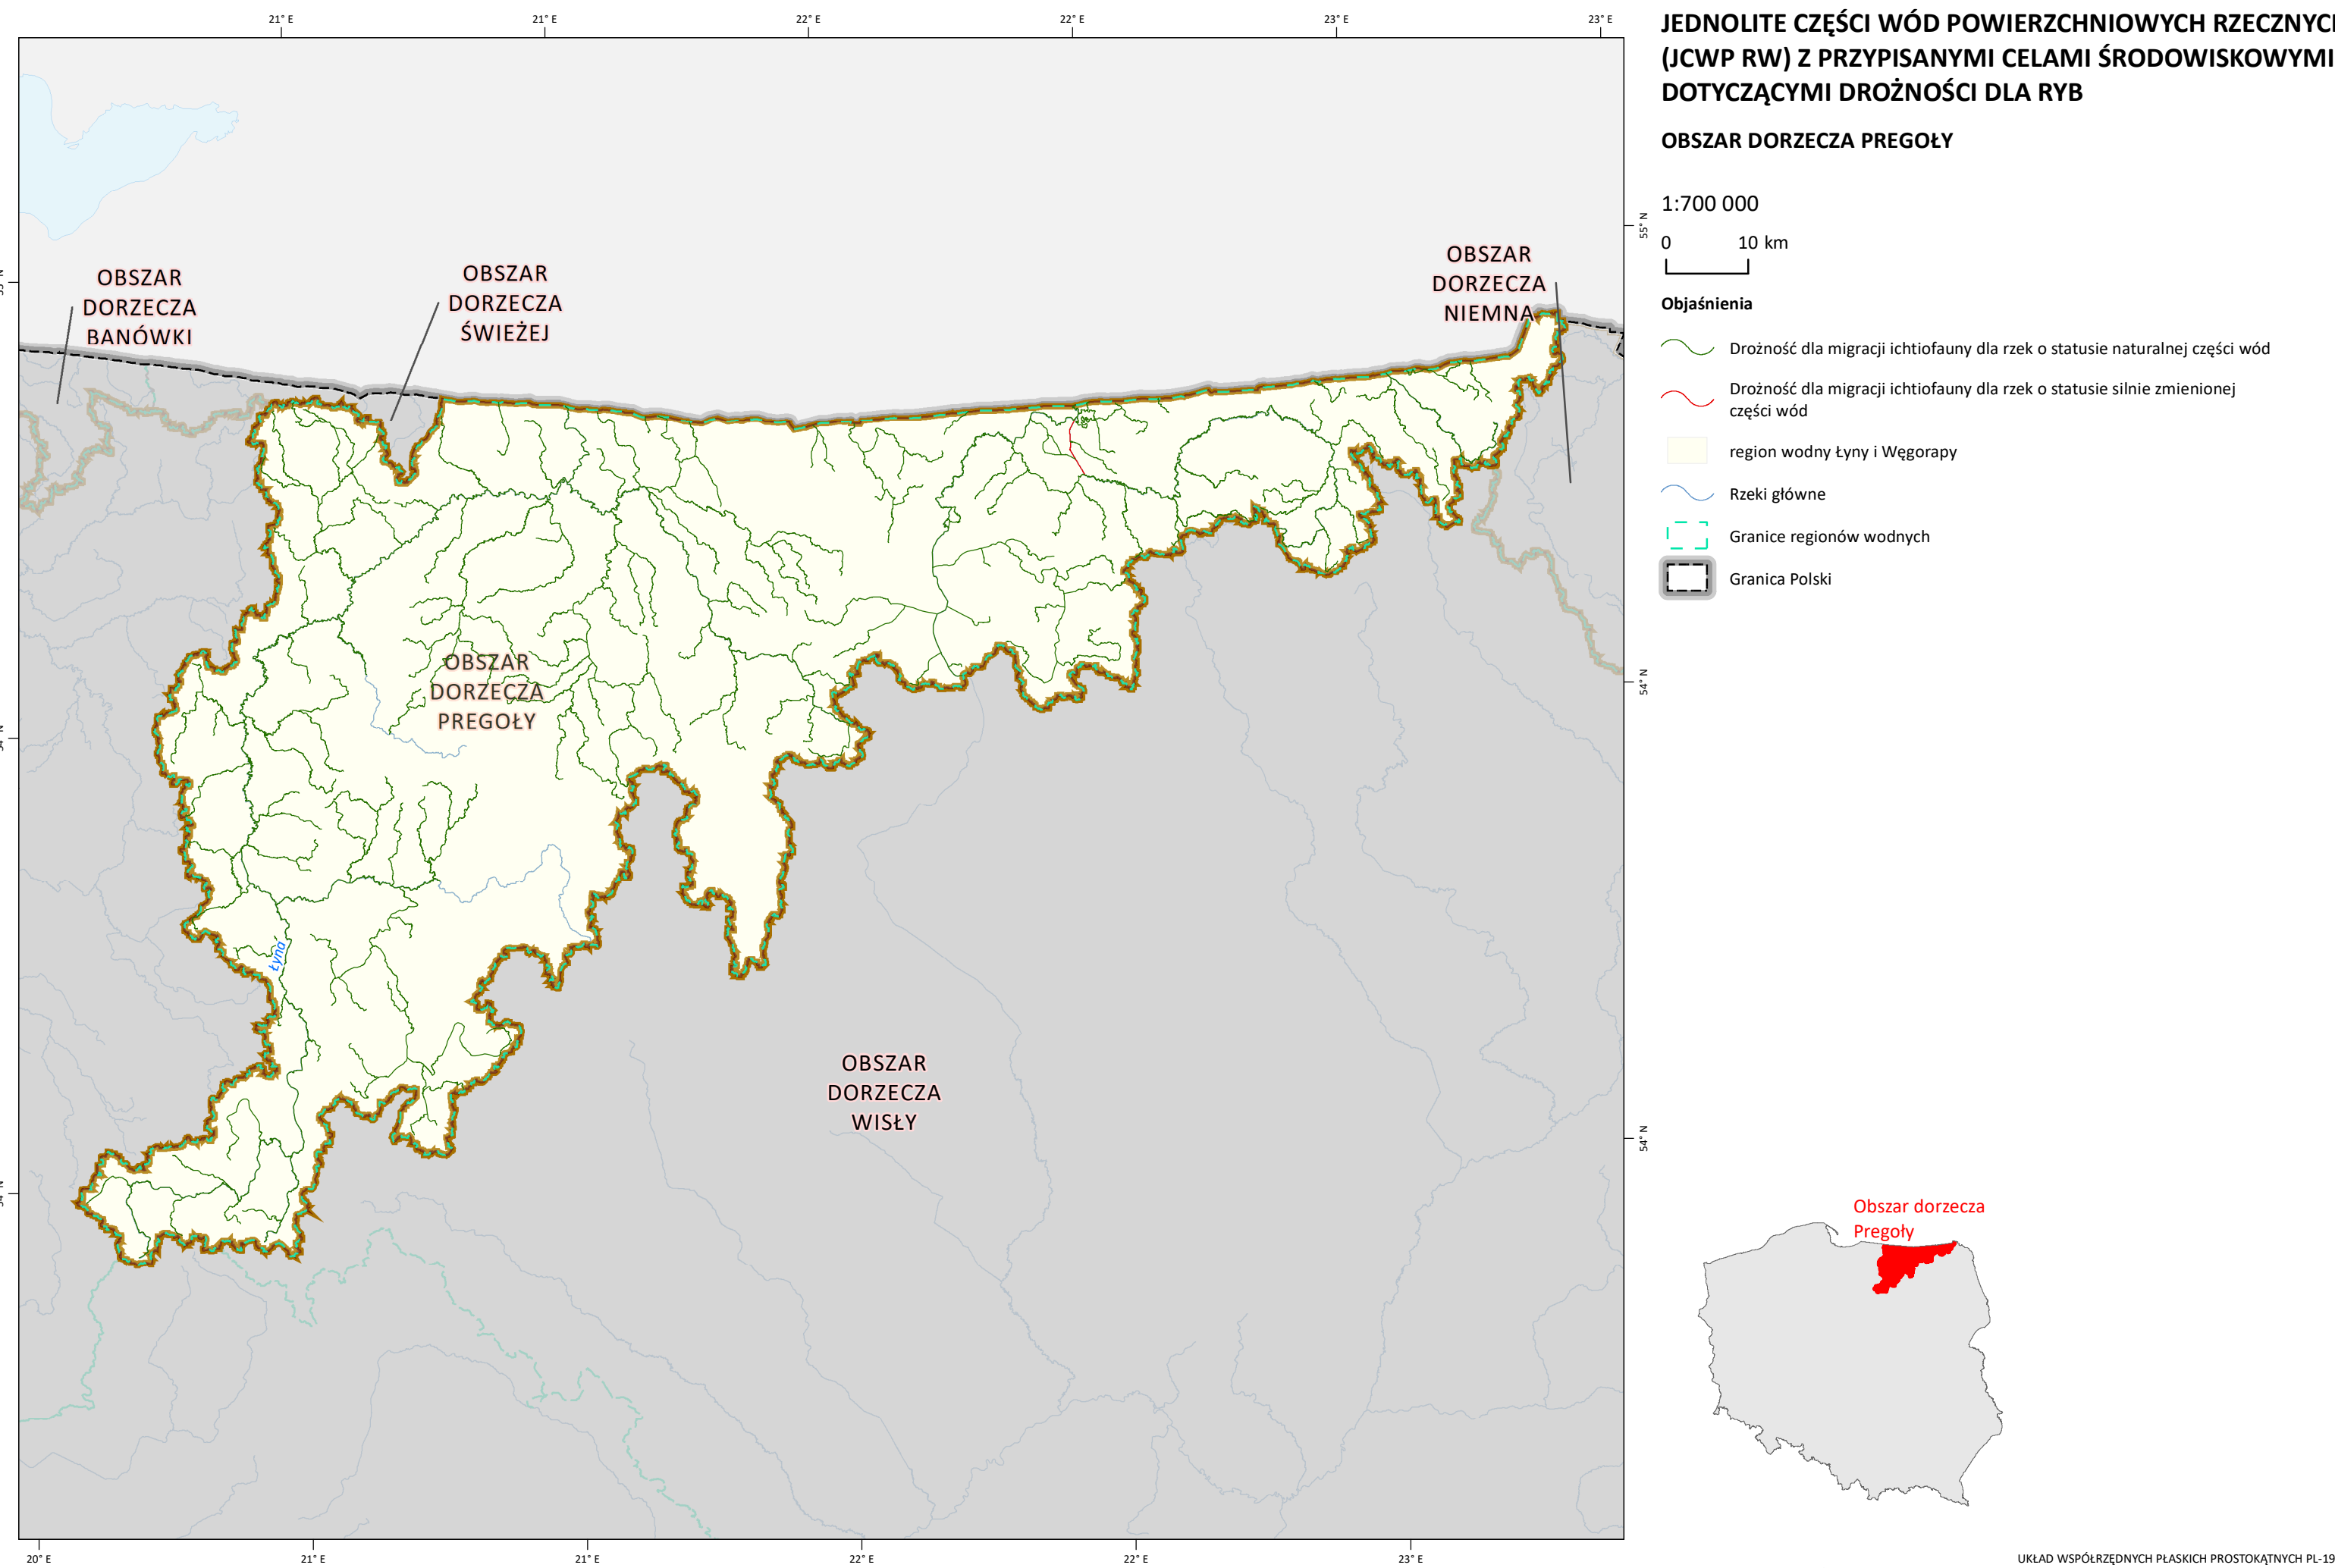 21° E
21° E
22° E
22° E
23° E
23° E
JEDNOLITE CZĘŚCI WÓD POWIERZCHNIOWYCH RZECZNYCH
(JCWP RW) Z PRZYPISANYMI CELAMI ŚRODOWISKOWYMI
DOTYCZĄCYMI DROŻNOŚCI DLA RYB
OBSZAR DORZECZA PREGOŁY
1:700 000
0 10 km
Objaśnienia
Drożność dla migracji ichtiofauny dla rzek o statusie naturalnej części wód
Drożność dla migracji ichtiofauny dla rzek o statusie silnie zmienionej
części wód
region wodny Łyny i Węgorapy
Rzeki główne
Granice regionów wodnych
Granica Polski
OBSZAR
DORZECZA
BANÓWKI
OBSZAR
DORZECZA
ŚWIEŻEJ
OBSZAR
DORZECZA
NIEMNA
55° N
54° N
54° N
OBSZAR
DORZECZA
PREGOŁY
Łyna
OBSZAR
DORZECZA
WISŁY
Obszar dorzecza
Pregoły
20° E
21° E
21° E
22° E
22° E
23° E
UKŁAD WSPÓŁRZĘDNYCH PŁASKICH PROSTOKĄTNYCH PL-19